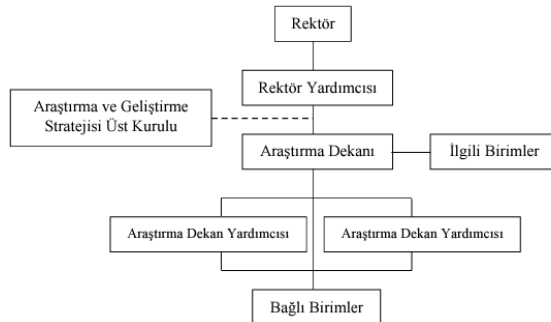 Rektör
Rektör Yardımcısı
Araştırma ve Geliştirme
Stratejisi Üst Kurulu
Araştırma Dekanı
İlgili Birimler
Araştırma Dekan Yardımcısı
Araştırma Dekan Yardımcısı
Bağlı Birimler